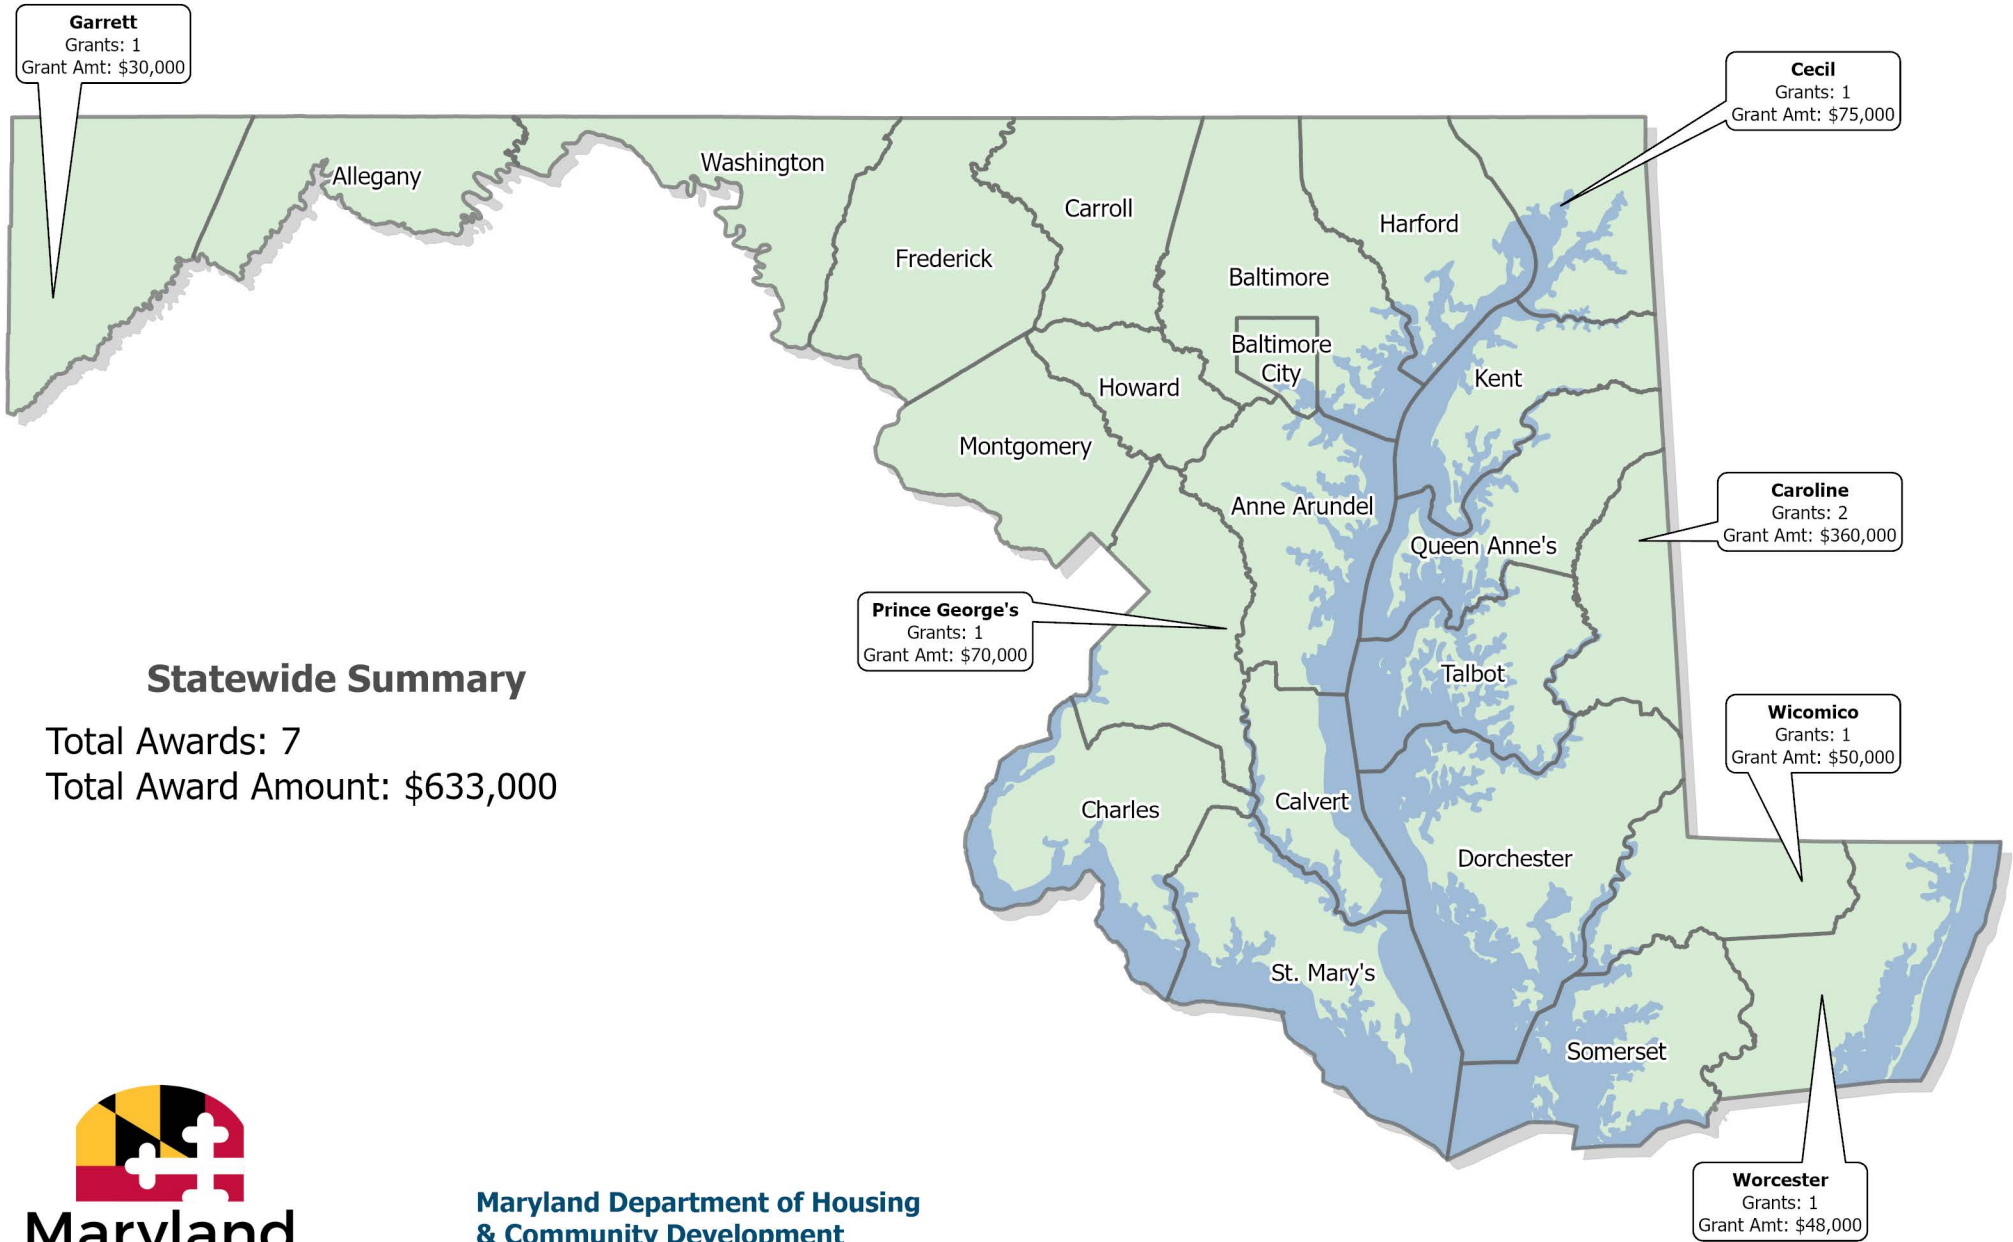 Garrett
Grants: 1
Grant Amt: $30,000
Cecil
Grants: 1
Grant Amt: $75,000
Allegany
Washington
Frederick
Carroll
Baltimore
Harford
Baltimore
City
Howard
Kent
Montgomery
Anne Arundel
Queen Anne's
Caroline
Grants: 2
Grant Amt: $360,000
Prince George's
Grants: 1
Grant Amt: $70,000
Talbot
Wicomico
Grants: 1
Grant Amt: $50,000
Statewide Summary
Total Awards: 7
Total Award Amount: $633,000
Charles
Calvert
Dorchester
St. Mary's
Somerset
Worcester
Grants: 1
Grant Amt: $48,000
Maryland
Maryland Department of Housing
& Community Development